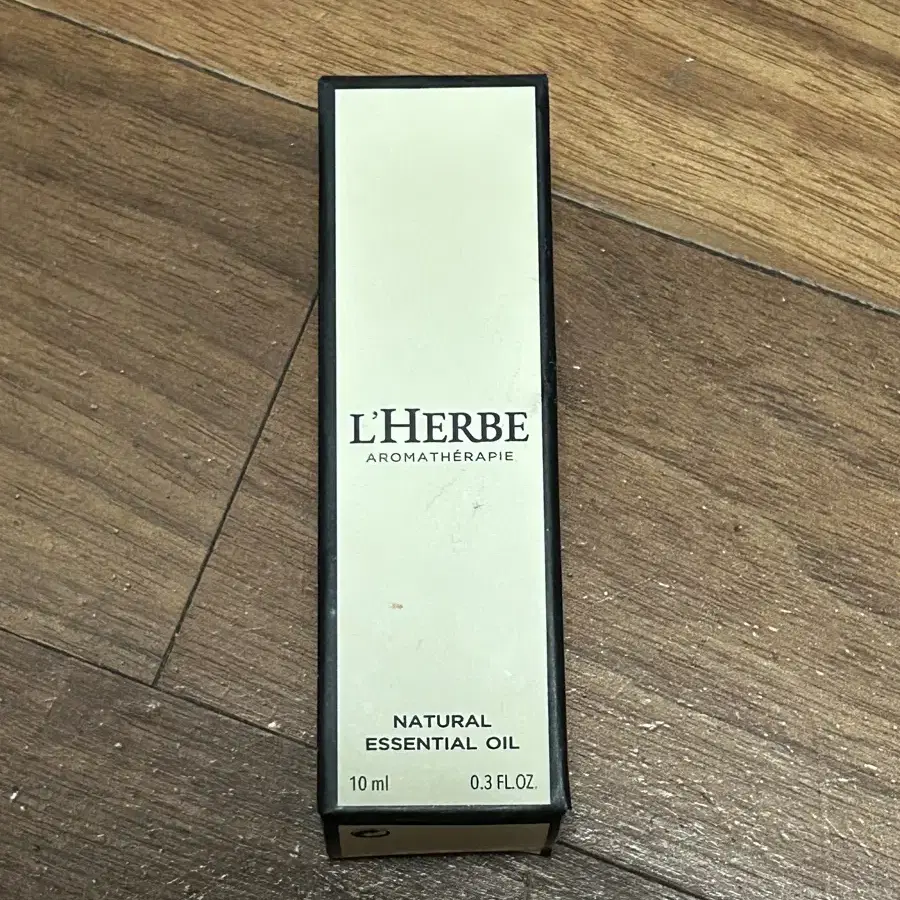 L'HERBE
AROMATHÉRAPIE
NATURAL
ESSENTIAL OIL
10 ml 0.3 FL.OZ.